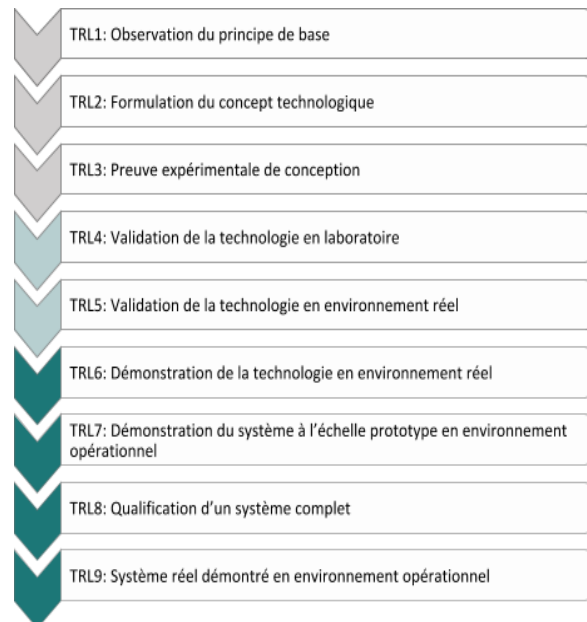 TRL1: Observation du principe de base
TRL2: Formulation du concept technologique
TRL3: Preuve expérimentale de conception
TRL4: Validation de la technologie en laboratoire
TRL5: Validation de la technologie en environnement réel
TRL6: Démonstration de la technologie en environnement réel
TRL7: Démonstration du système à l'échelle prototype en environnement
opérationnel
TRL8: Qualification d'un système complet
TRL9: Système réel démontré en environnement opérationnel